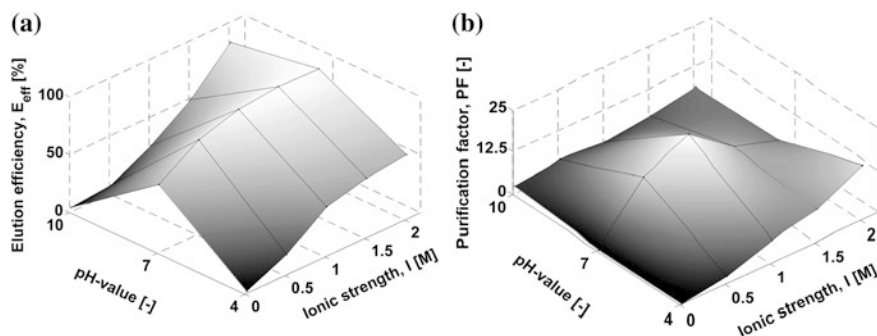 (a)
Elution efficiency, E_eff [%]
100
50
0
10
7
4
pH-value [-]
0
0.5
1
1.5
2
Ionic strength, I [M]
(b)
Purification factor, PF [-]
25
12.5
0
10
7
4
pH-value [-]
0
0.5
1
1.5
2
Ionic strength, I [M]